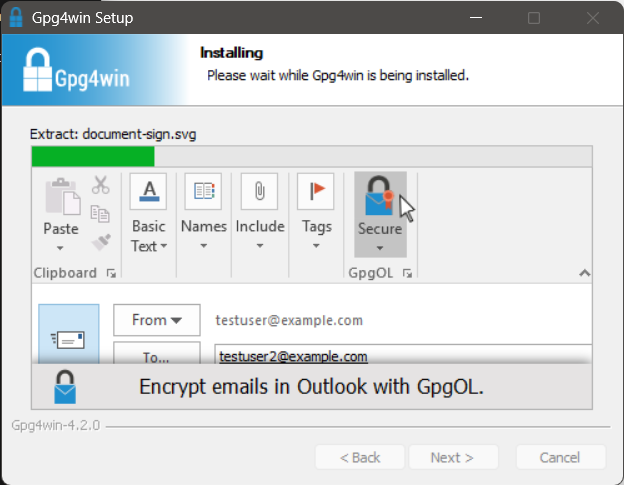 Gpg4win Setup
Gpg4win
Installing
Please wait while Gpg4win is being installed.
Extract: document-sign.svg
Paste
Basic Text
Names
Include
Tags
Secure
Clipboard
GpgOL
From
testuser@example.com
To...
testuser2@example.com
Encrypt emails in Outlook with GpgOL.
Gpg4win-4.2.0
< Back
Next >
Cancel